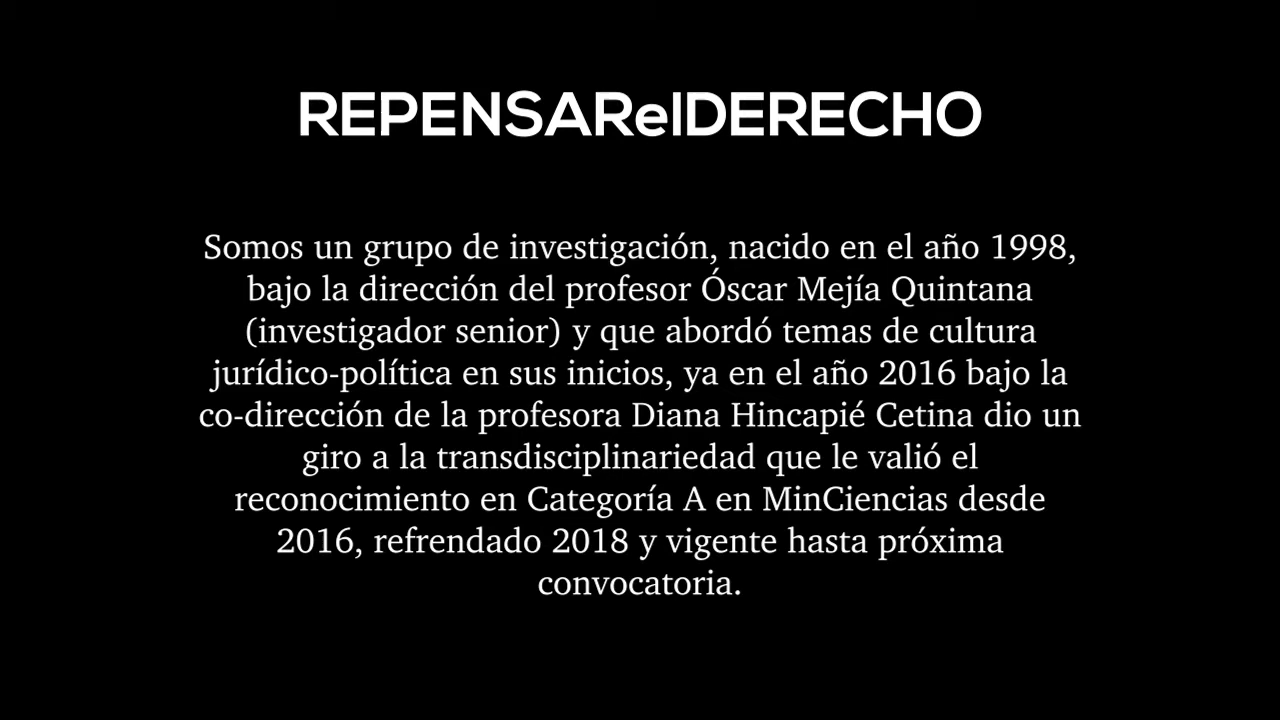 REPENSARelDERECHO
Somos un grupo de investigación, nacido en el año 1998,
bajo la dirección del profesor Óscar Mejía Quintana
(investigador senior) y que abordó temas de cultura
jurídico-política en sus inicios, ya en el año 2016 bajo la
co-dirección de la profesora Diana Hincapié Cetina dio un
giro a la transdisciplinariedad que le valió el
reconocimiento en Categoría A en MinCiencias desde
2016, refrendado 2018 y vigente hasta próxima
convocatoria.